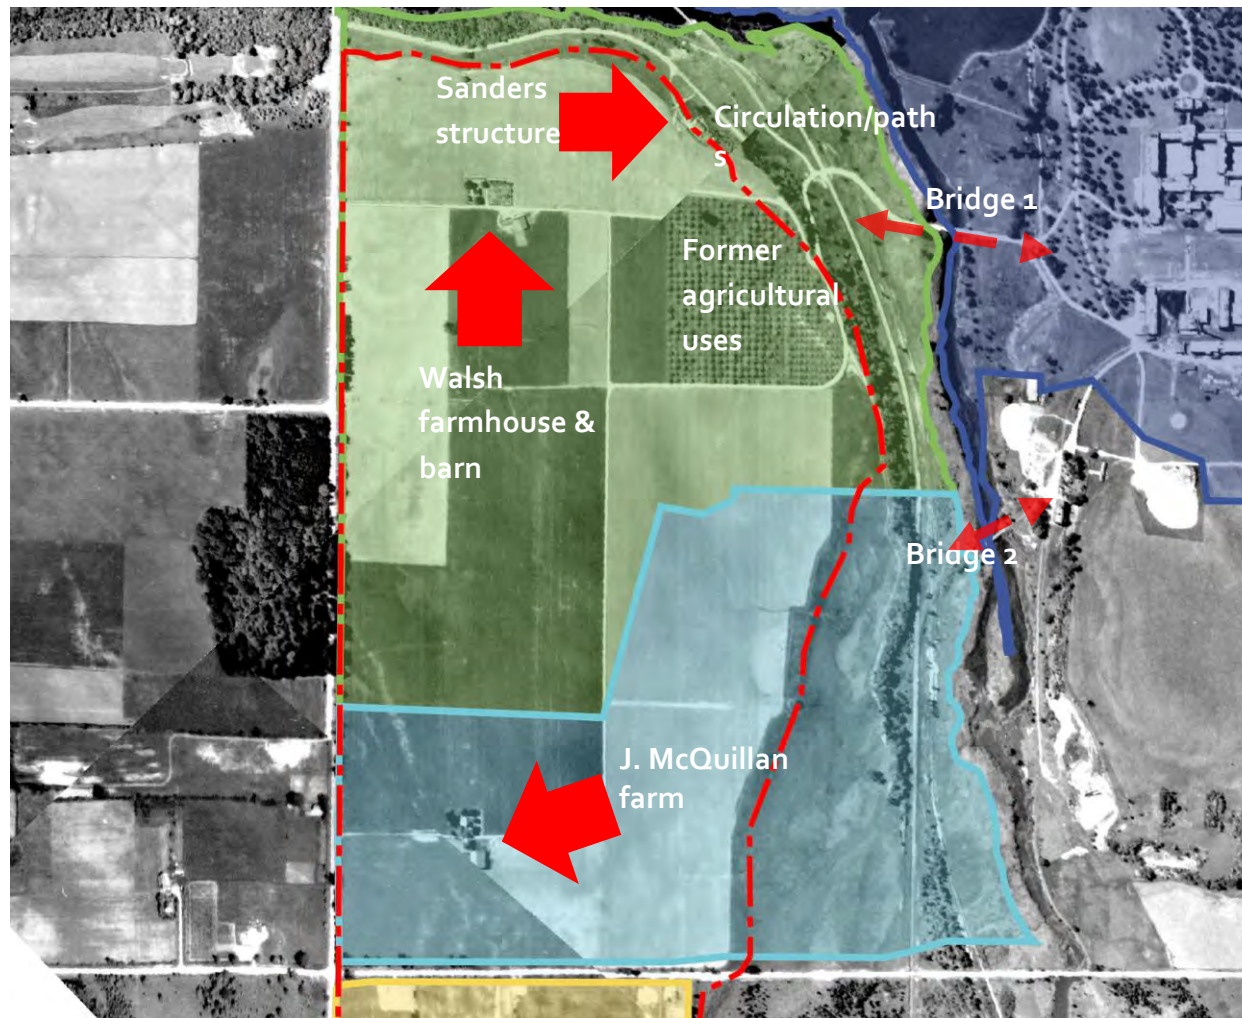 Sanders
structure
Circulation/path
s
Bridge 1
Former
agricultural
uses
Walsh
farmhouse &
barn
Bridge 2
J. McQuillan
farm